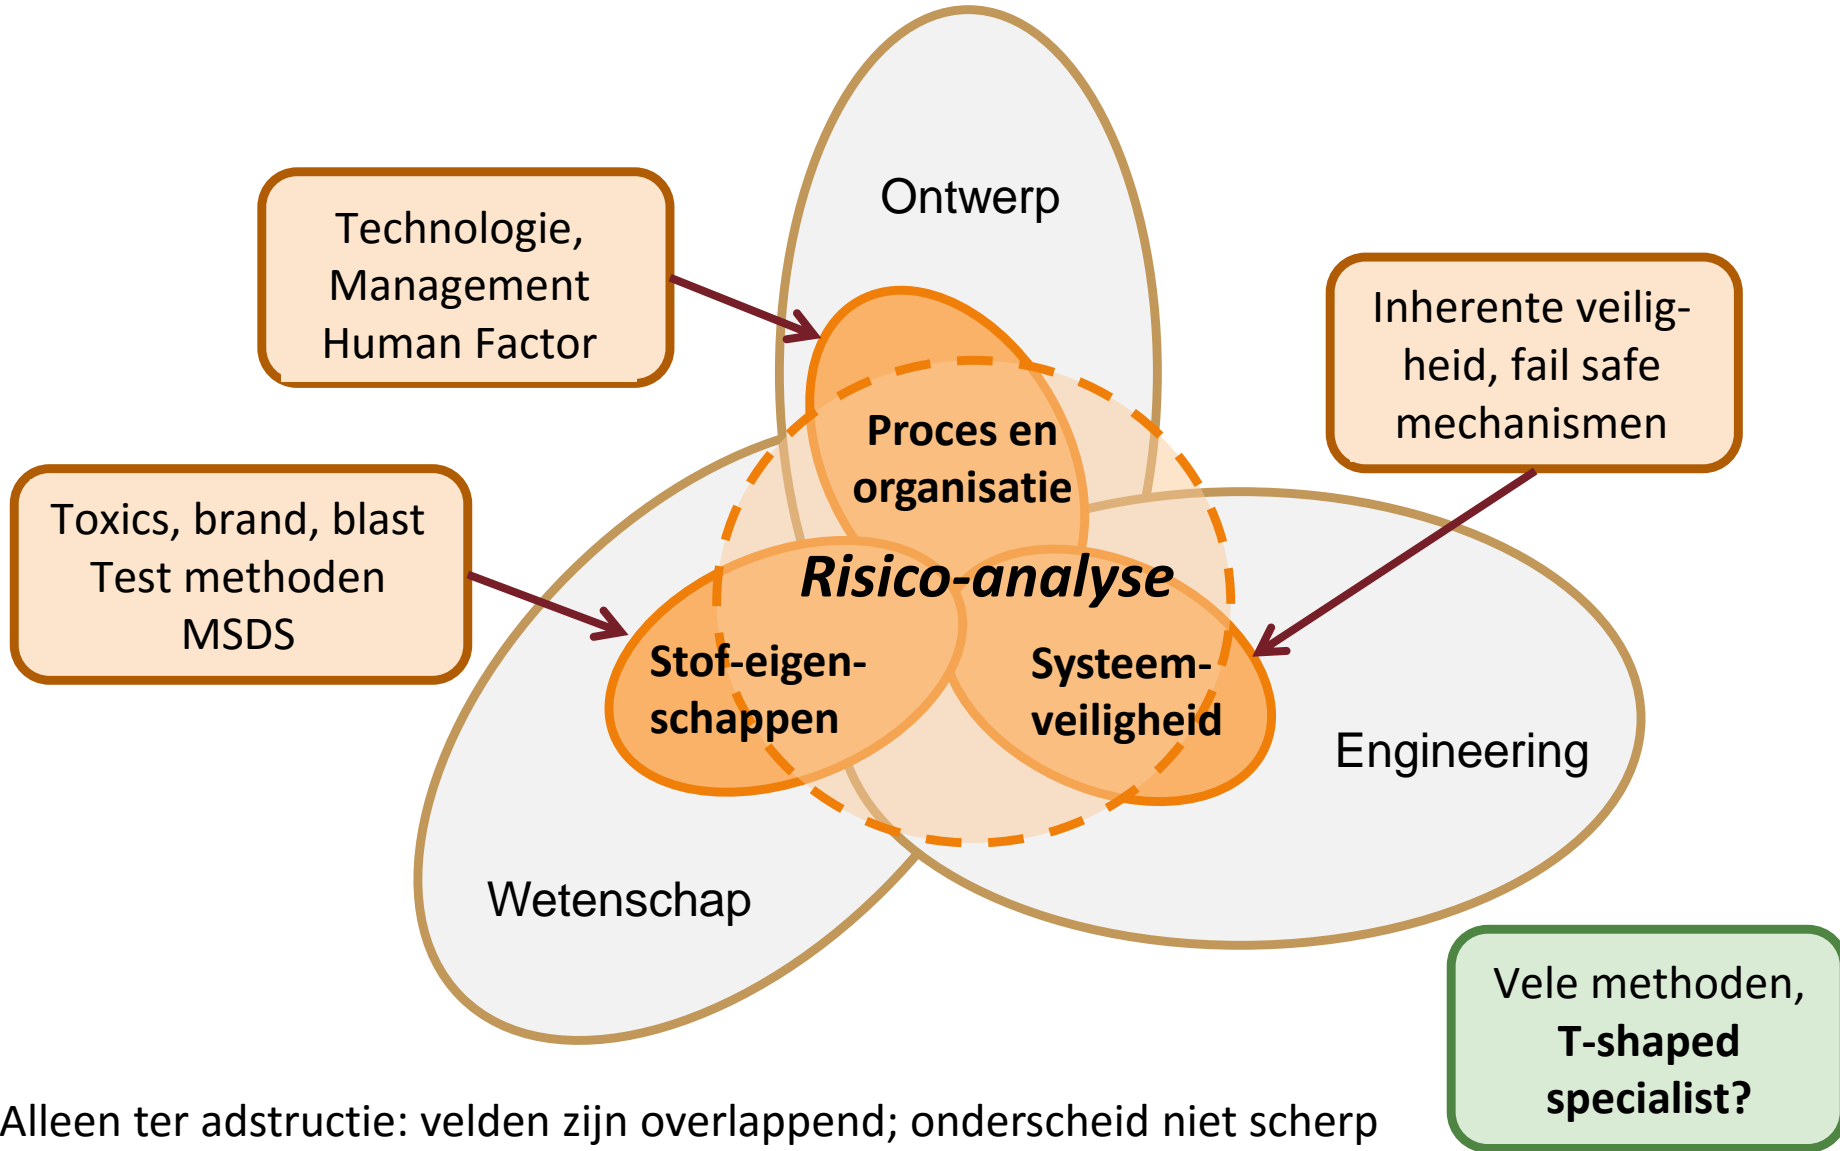 Ontwerp
Technologie,
Management
Human Factor
Inherente veilig-
heid, fail safe
mechanismen
Proces en
organisatie
Toxics, brand, blast
Test methoden
MSDS
Risico-analyse
Stof-eigen-
schappen
Systeem-
veiligheid
Engineering
Wetenschap
Vele methoden,
T-shaped
specialist?
Alleen ter adstructie: velden zijn overlappend; onderscheid niet scherp